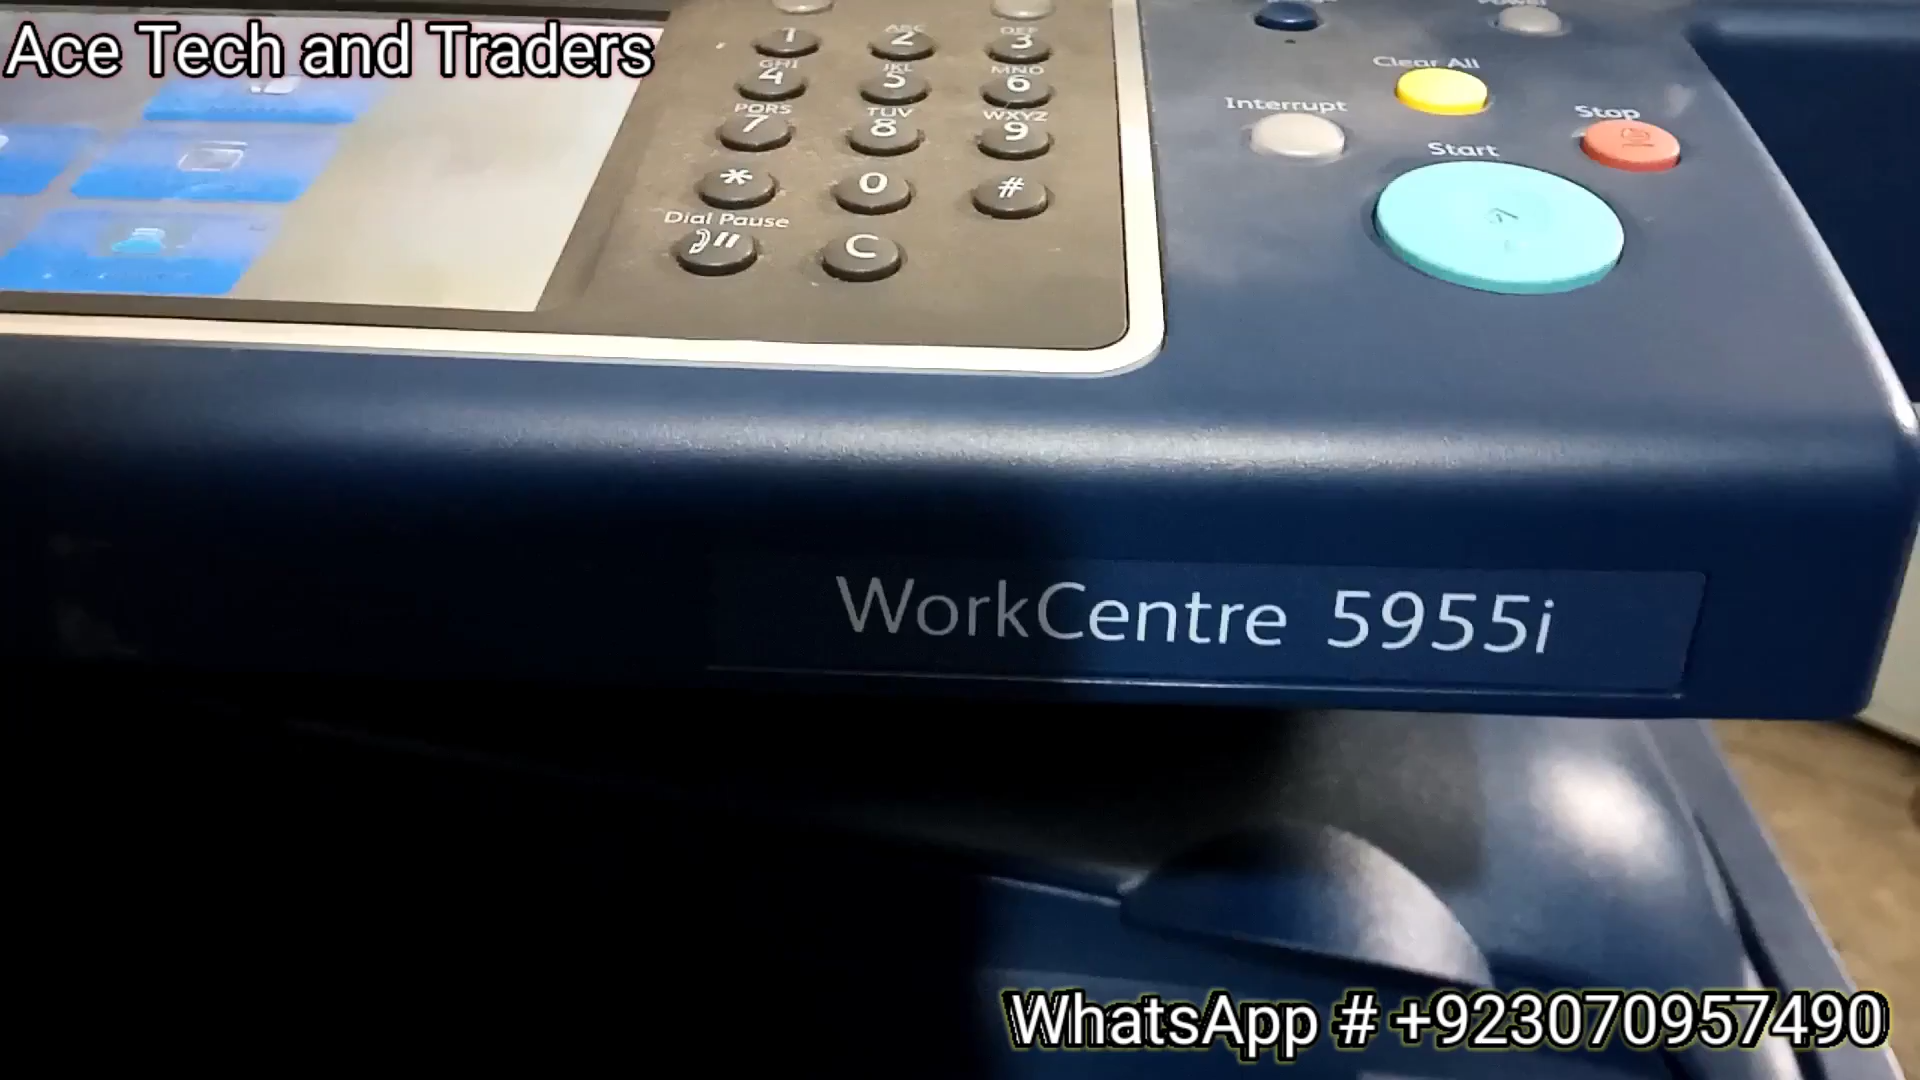 Ace Tech and Traders
1
ABC
2
DEF
3
GHI
4
JKL
5
MNO
6
PQRS
7
TUV
8
WXYZ
9
*
0
#
Dial Pause
C
Clear All
Interrupt
Stop
Start
WorkCentre 5955i
WhatsApp # +923070957490